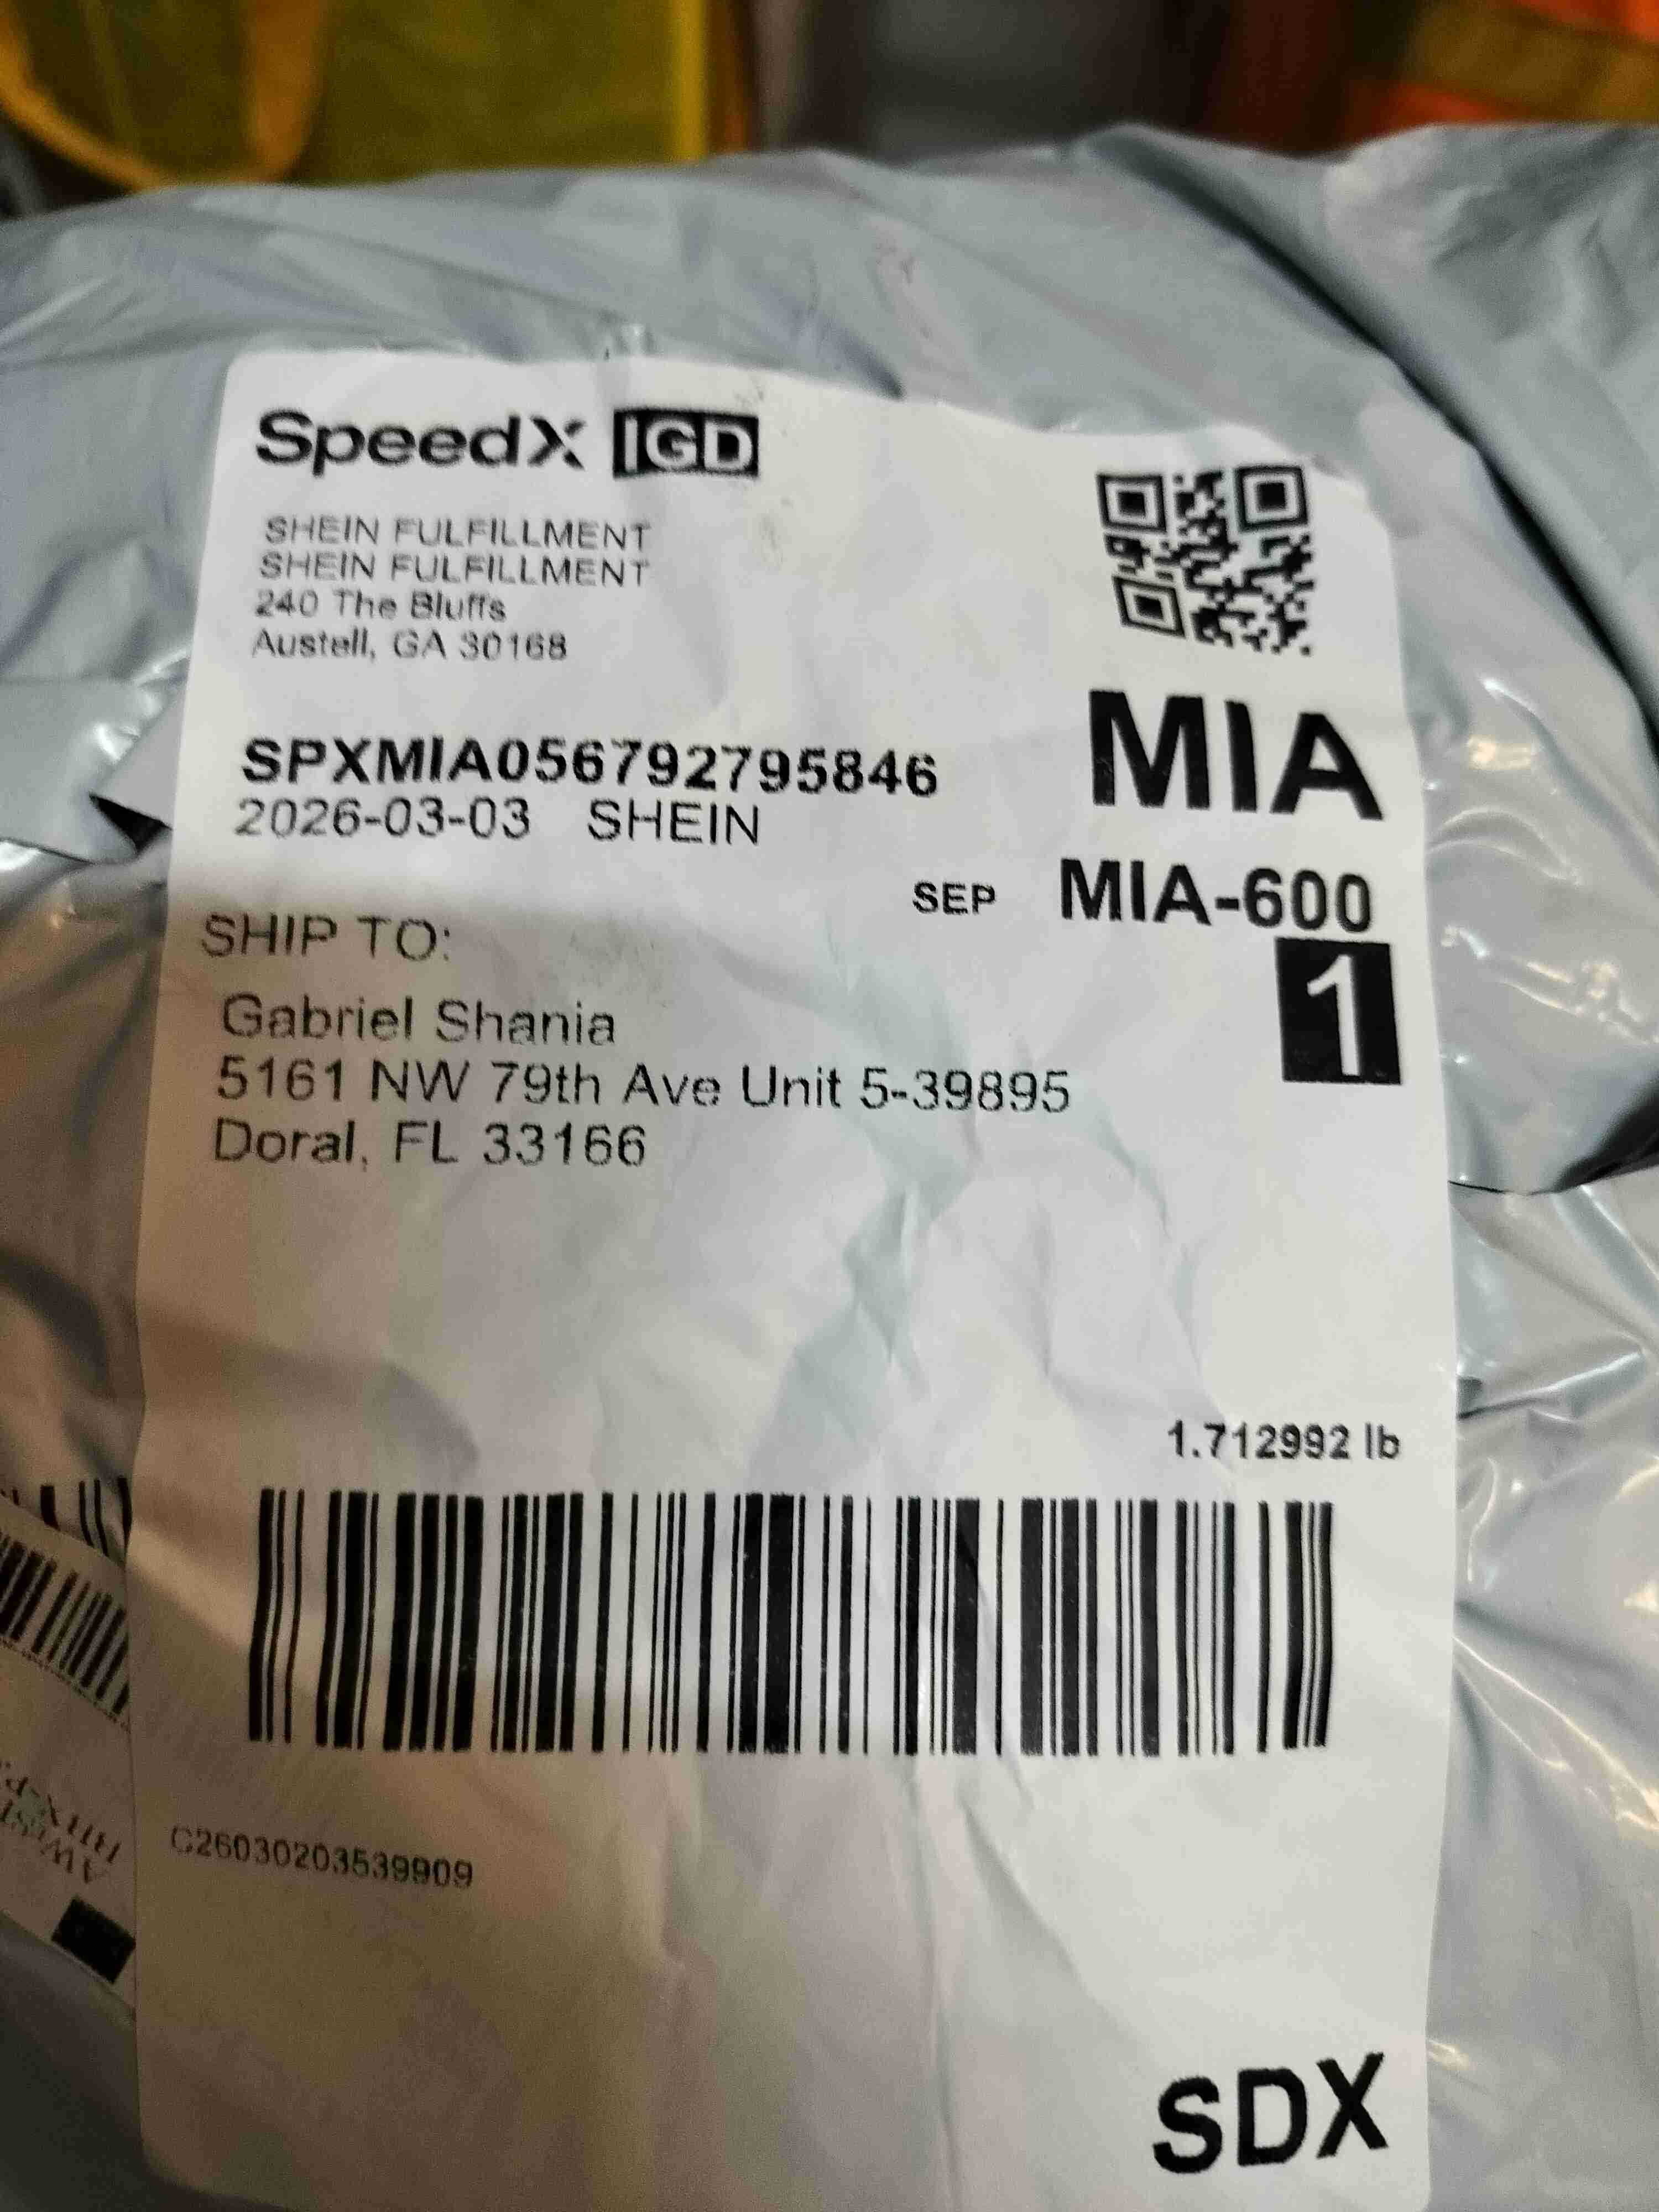 SpeedX IGD
SHEIN FULFILLMENT
SHEIN FULFILLMENT
240 The Bluffs
Austell, GA 30168
MIA
SPXMIA056792795846
2026-03-03 SHEIN
SEP MIA-600
1
SHIP TO:
Gabriel Shania
5161 NW 79th Ave Unit 5-39895
Doral, FL 33166
1.712992 lb
C26030203539909
SDX